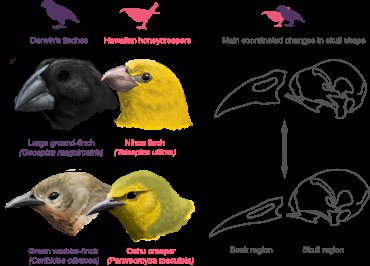 Darwin's finches
Hawaiian honeycreepers
Main coordinated changes in skull shape
Large ground-finch
(Geospiza magnirostris)
Nihoa finch
(Telespiza ultima)
Green warbler-finch
(Certhidea olivacea)
Oahu creeper
(Paroreomyza maculata)
Beak region
Skull region